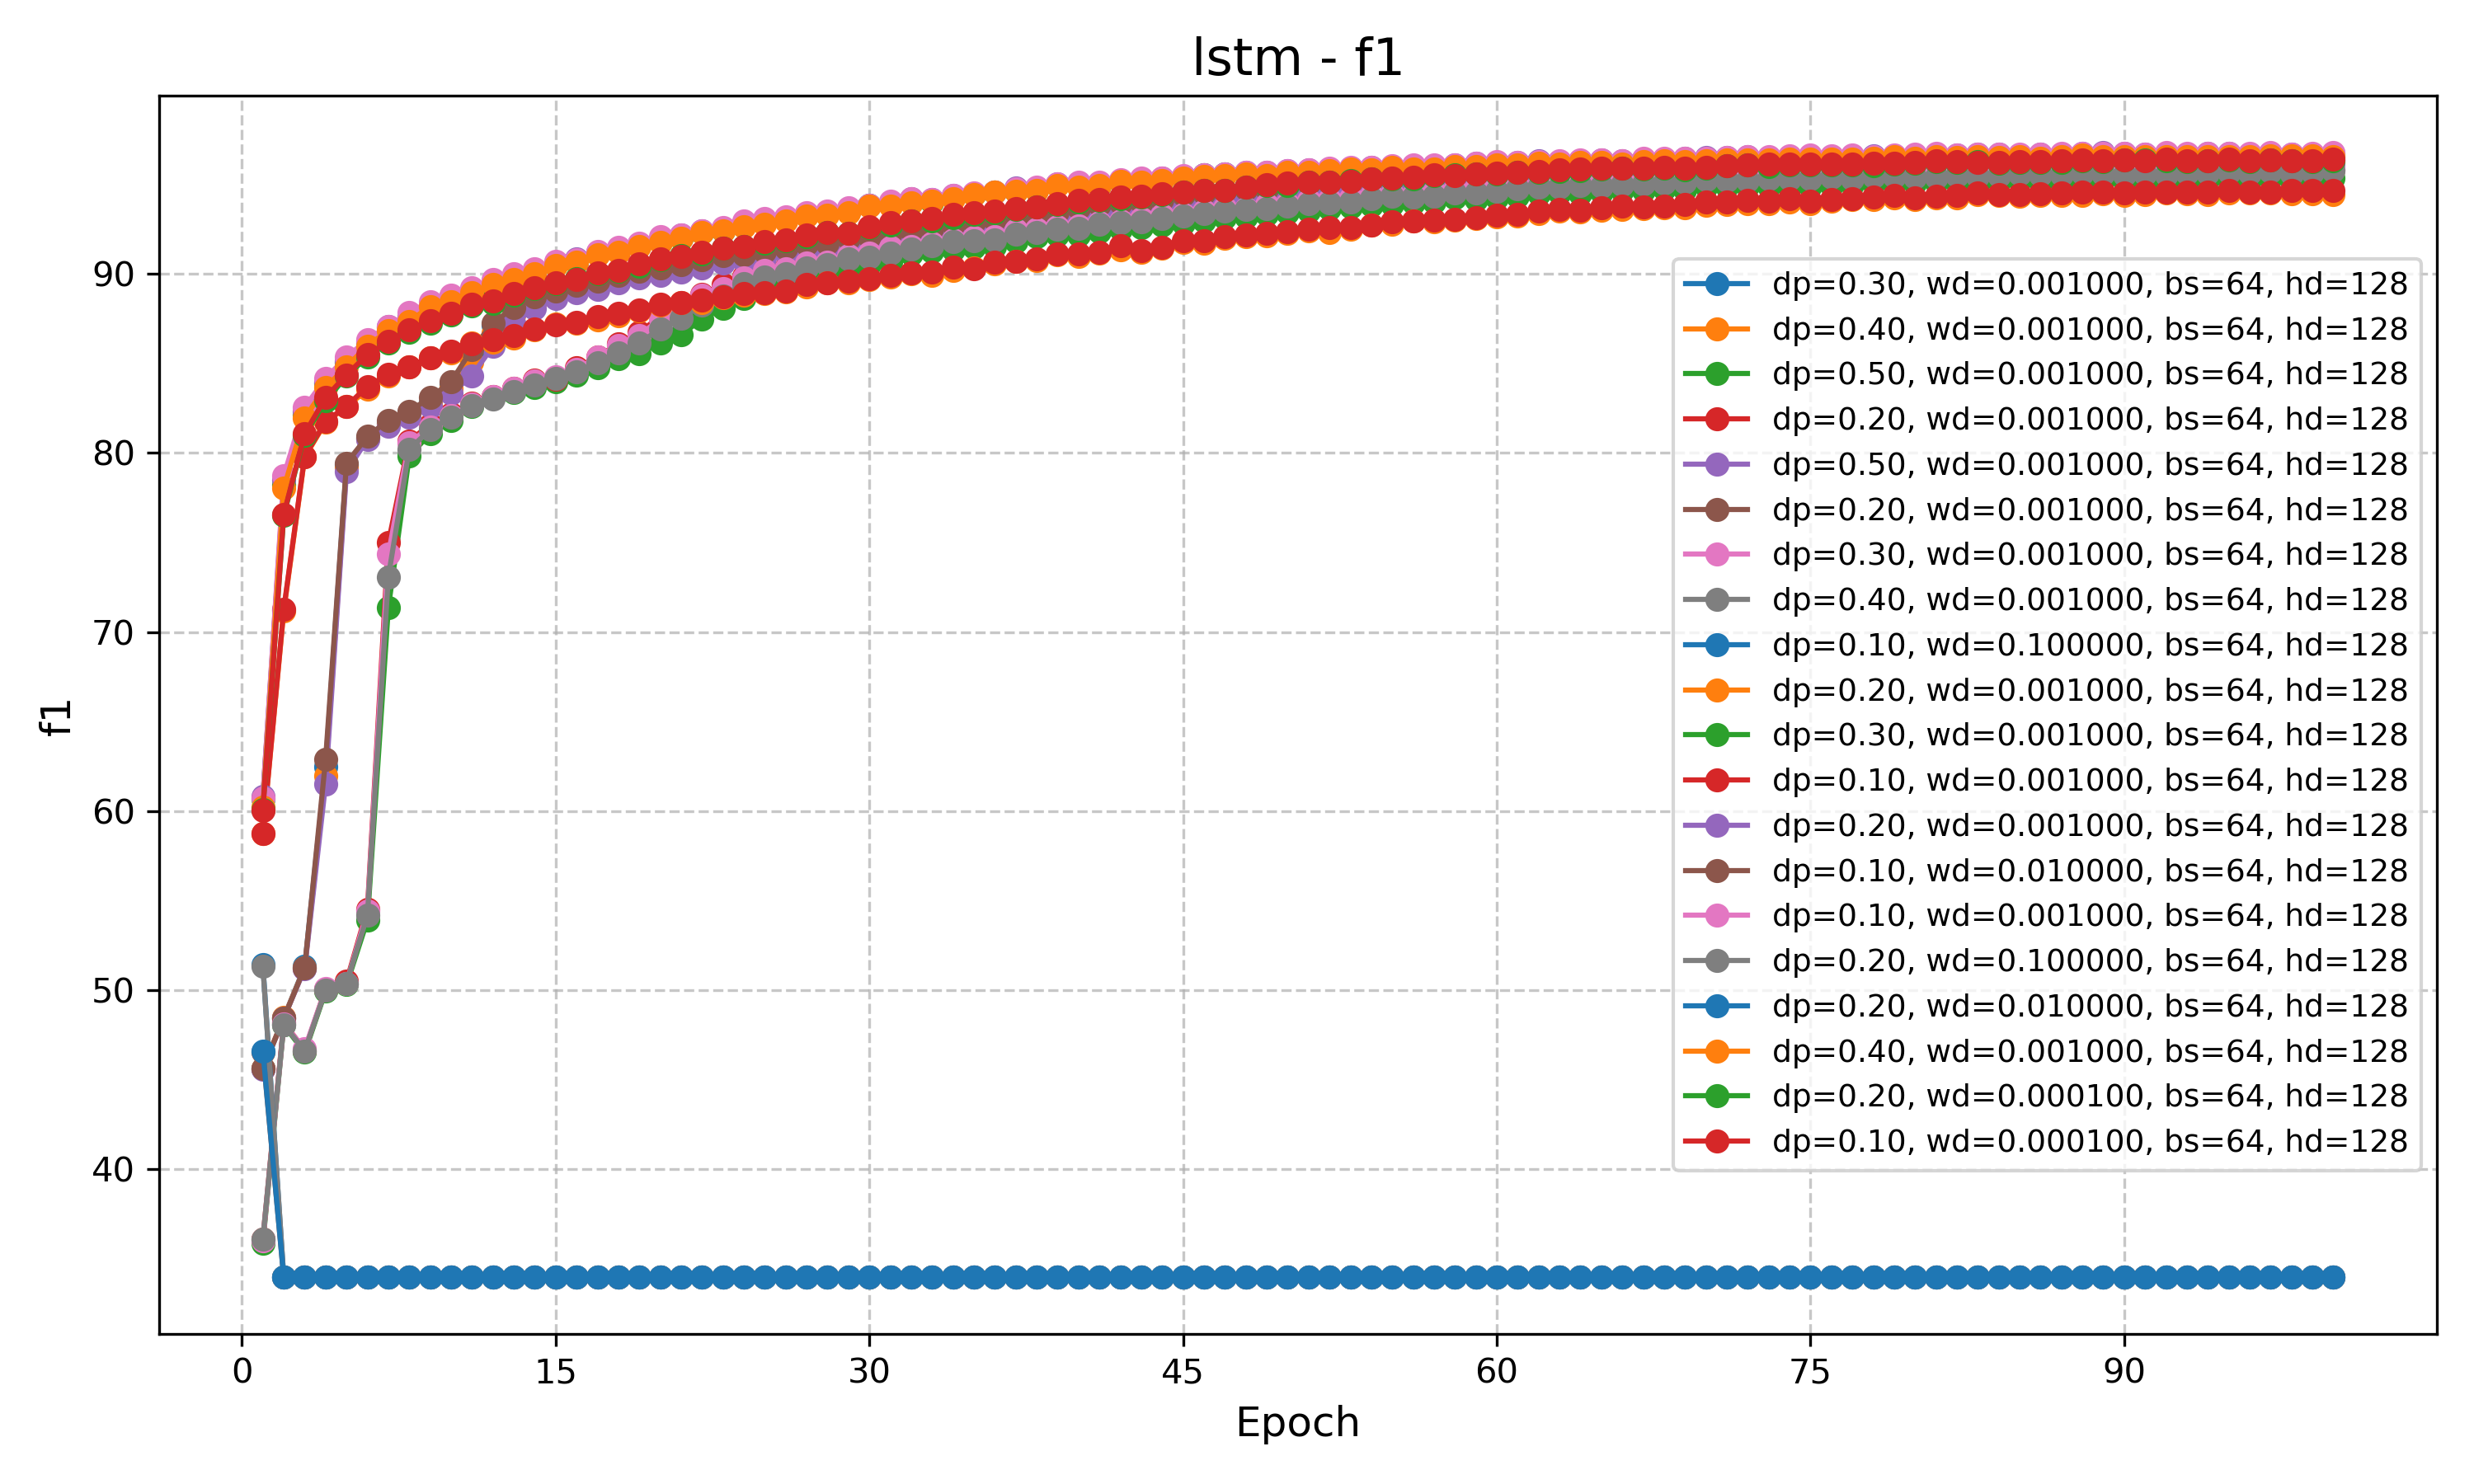 lstm - f1
f1
90
80
70
60
50
40
dp=0.30, wd=0.001000, bs=64, hd=128
dp=0.40, wd=0.001000, bs=64, hd=128
dp=0.50, wd=0.001000, bs=64, hd=128
dp=0.20, wd=0.001000, bs=64, hd=128
dp=0.50, wd=0.001000, bs=64, hd=128
dp=0.20, wd=0.001000, bs=64, hd=128
dp=0.30, wd=0.001000, bs=64, hd=128
dp=0.40, wd=0.001000, bs=64, hd=128
dp=0.10, wd=0.100000, bs=64, hd=128
dp=0.20, wd=0.001000, bs=64, hd=128
dp=0.30, wd=0.001000, bs=64, hd=128
dp=0.10, wd=0.001000, bs=64, hd=128
dp=0.20, wd=0.001000, bs=64, hd=128
dp=0.10, wd=0.010000, bs=64, hd=128
dp=0.10, wd=0.001000, bs=64, hd=128
dp=0.20, wd=0.100000, bs=64, hd=128
dp=0.20, wd=0.010000, bs=64, hd=128
dp=0.40, wd=0.001000, bs=64, hd=128
dp=0.20, wd=0.000100, bs=64, hd=128
dp=0.10, wd=0.000100, bs=64, hd=128
0 15 30 45 60 75 90
Epoch